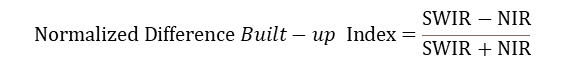 Normalized Difference Built − up Index = (SWIR − NIR) / (SWIR + NIR)